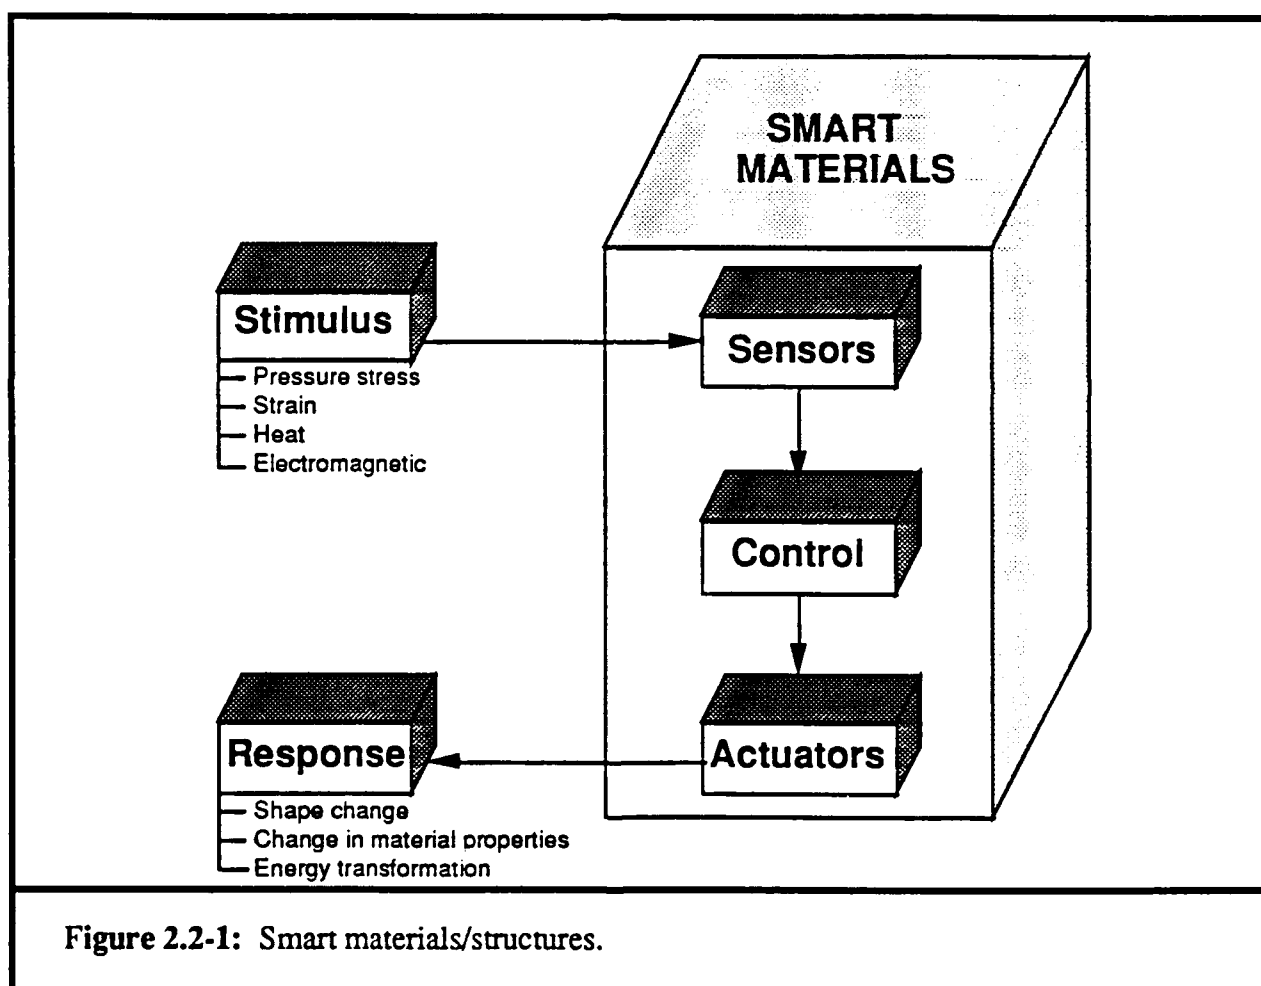 SMART
MATERIALS
Stimulus
Pressure stress
Strain
Heat
Electromagnetic
Sensors
Control
Actuators
Response
Shape change
Change in material properties
Energy transformation
Figure 2.2-1: Smart materials/structures.